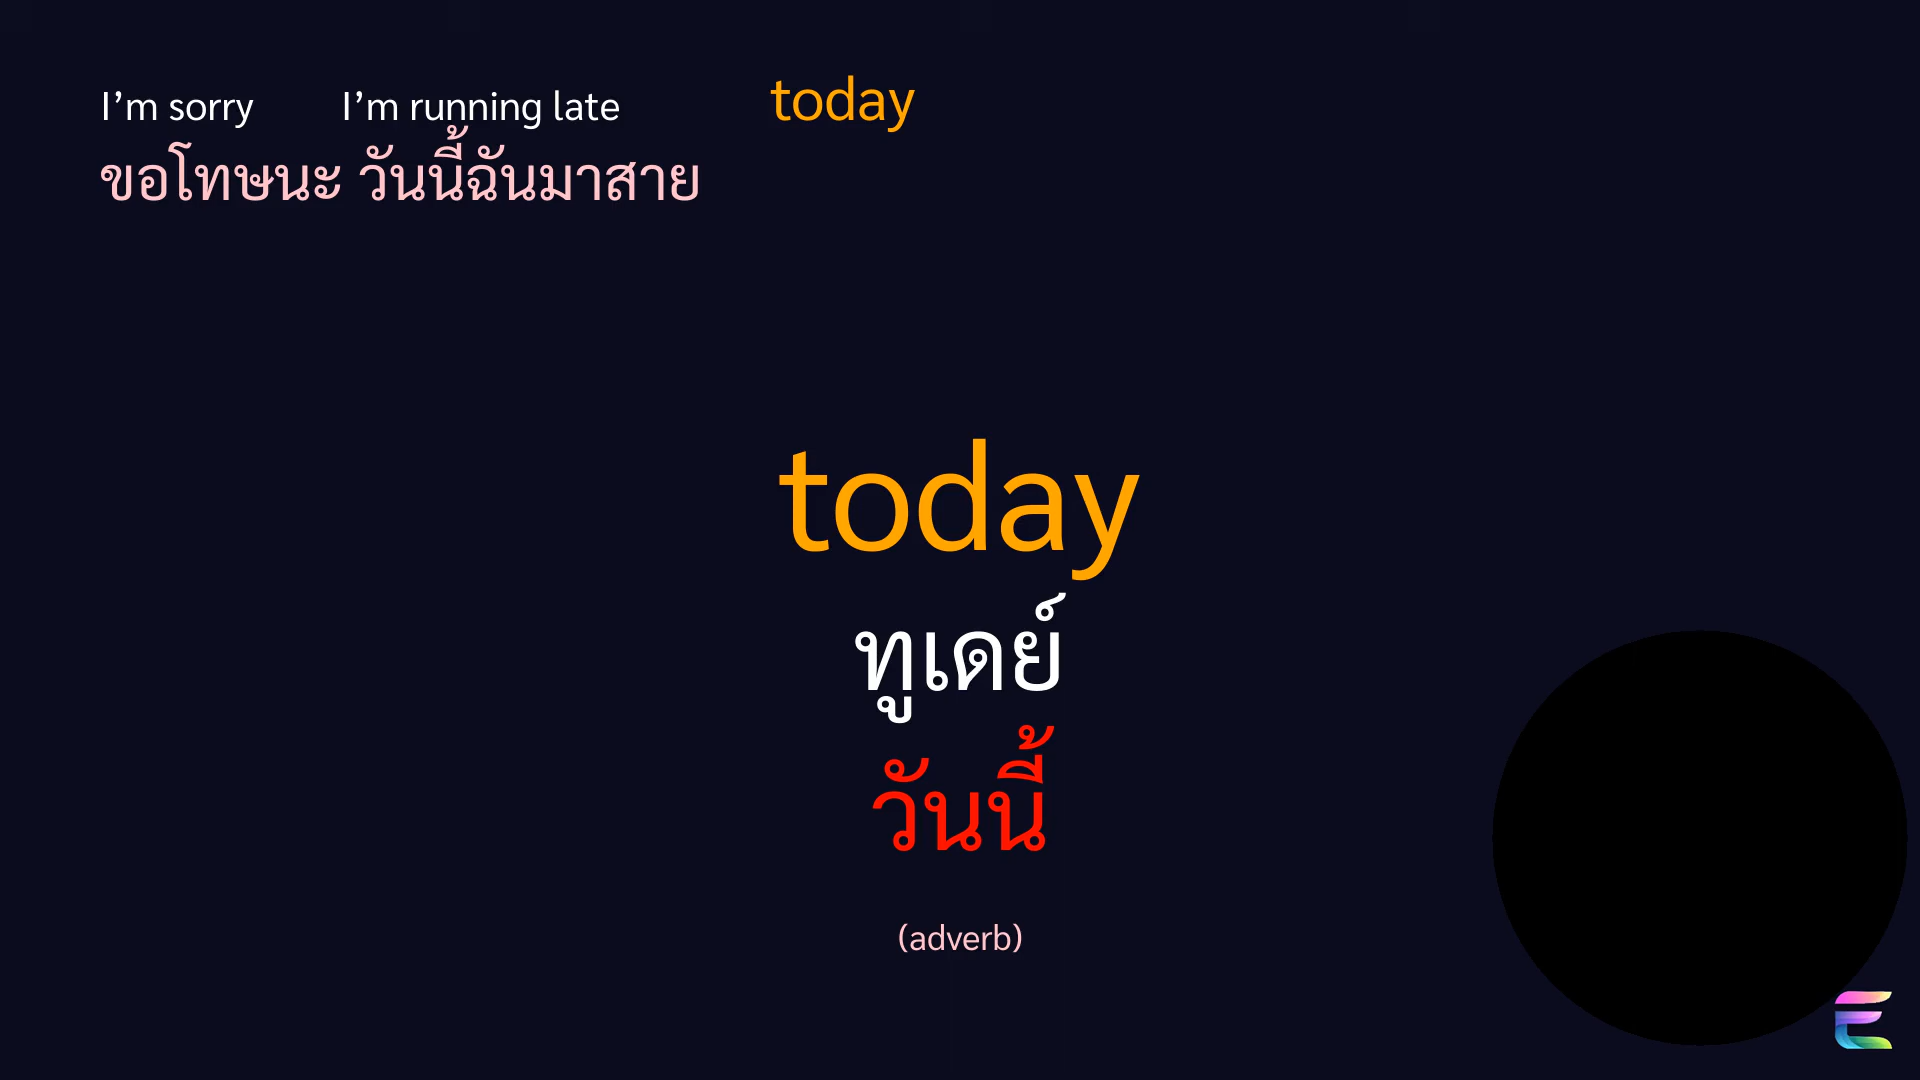 I’m sorry I’m running late today
ขอโทษนะ วันนี้ฉันมาสาย
today
ทูเดย์
วันนี้
(adverb)